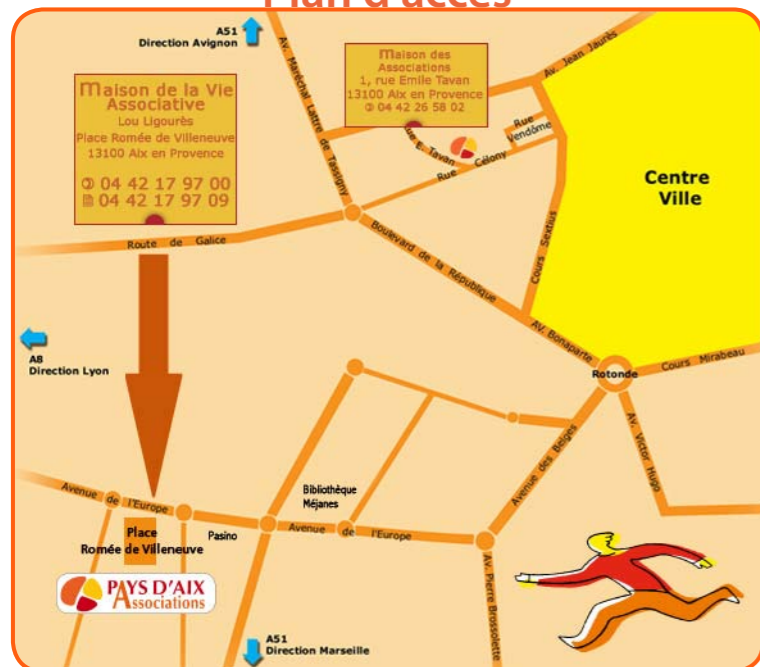 Plan d'accès
A51
Direction Avignon
Av. Maréchal Lattre de Tassigny
Maison des
Associations
1, rue Emile Tavan
13100 Aix en Provence
✆ 04 42 26 58 02
Av. Jean Jaurès
Maison de la Vie
Associative
Lou Ligourès
Place Romée de Villeneuve
13100 Aix en Provence
✆ 04 42 17 97 00
04 42 17 97 09
Rue E. Tavan
Rue Célony
Rue
Vendôme
Centre
Ville
Route de Galice
Boulevard de la République
Cours Sextius
Av. Bonaparte
A8
Direction Lyon
Rotonde
Cours Mirabeau
Avenue des Belges
Av. Victor Hugo
Avenue de l'Europe
Place
Romée de Villeneuve
Pasino
Bibliothèque
Méjanes
Avenue de l'Europe
Av. Pierre Brossolette
PAYS D'AIX
Associations
A51
Direction Marseille